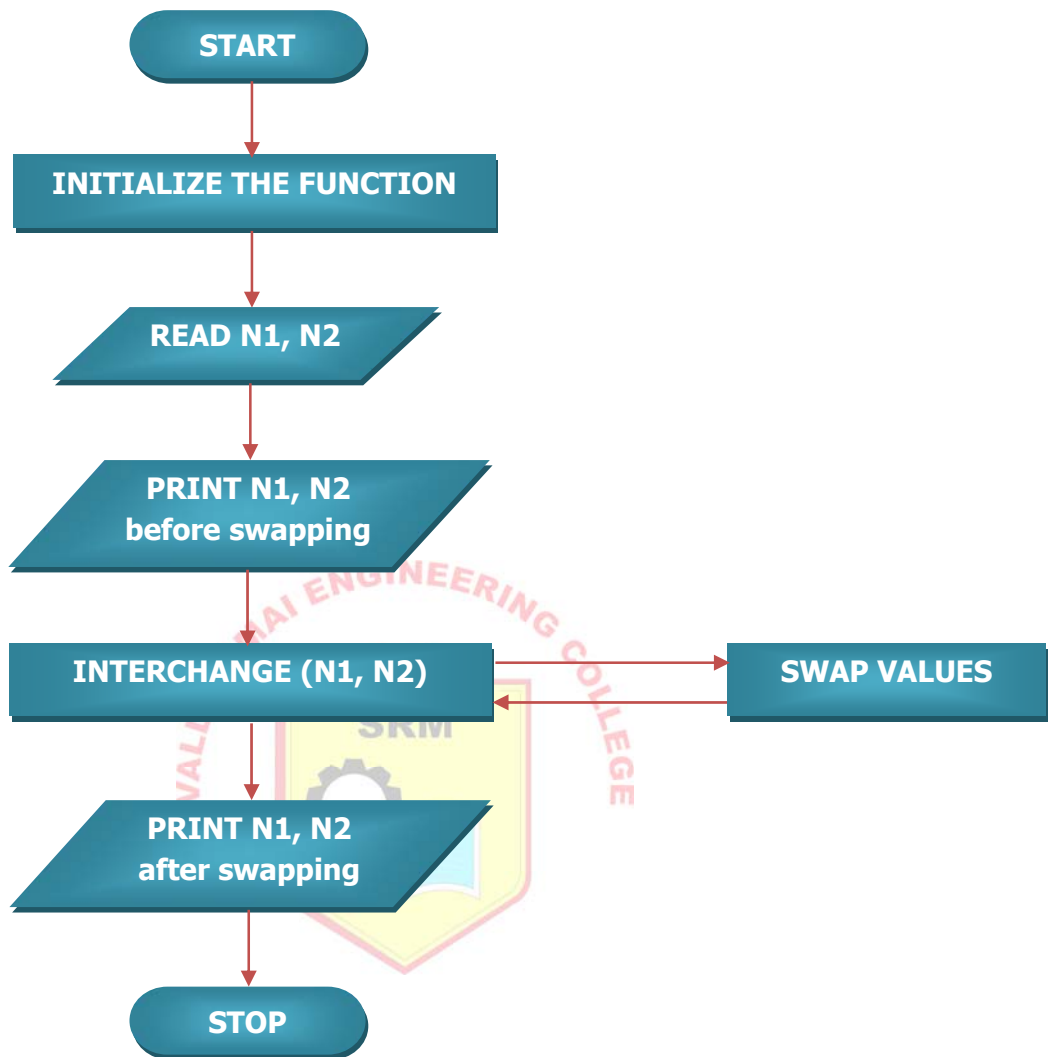 START
INITIALIZE THE FUNCTION
READ N1, N2
PRINT N1, N2
before swapping
ENGINEERING COLLEGE
INTERCHANGE (N1, N2)
SWAP VALUES
SRM
PRINT N1, N2
after swapping
STOP